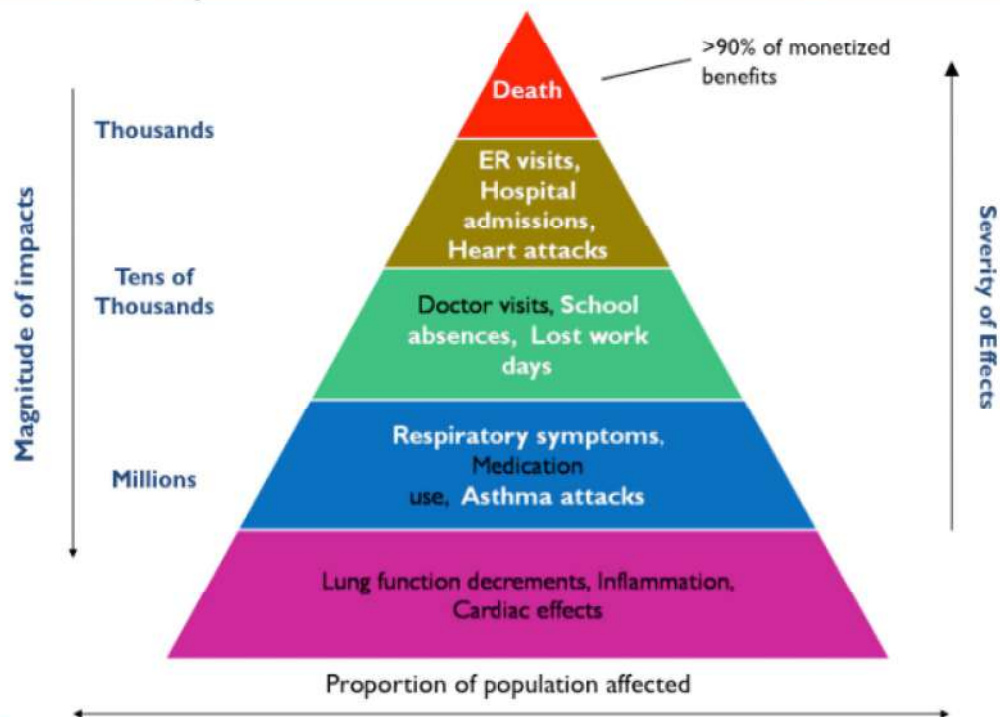 >90% of monetized
benefits
Death
Thousands
ER visits,
Hospital
admissions,
Heart attacks
Magnitude of impacts
Severity of Effects
Tens of
Thousands
Doctor visits, School
absences, Lost work
days
Respiratory symptoms,
Medication
use, Asthma attacks
Millions
Lung function decrements, Inflammation,
Cardiac effects
Proportion of population affected